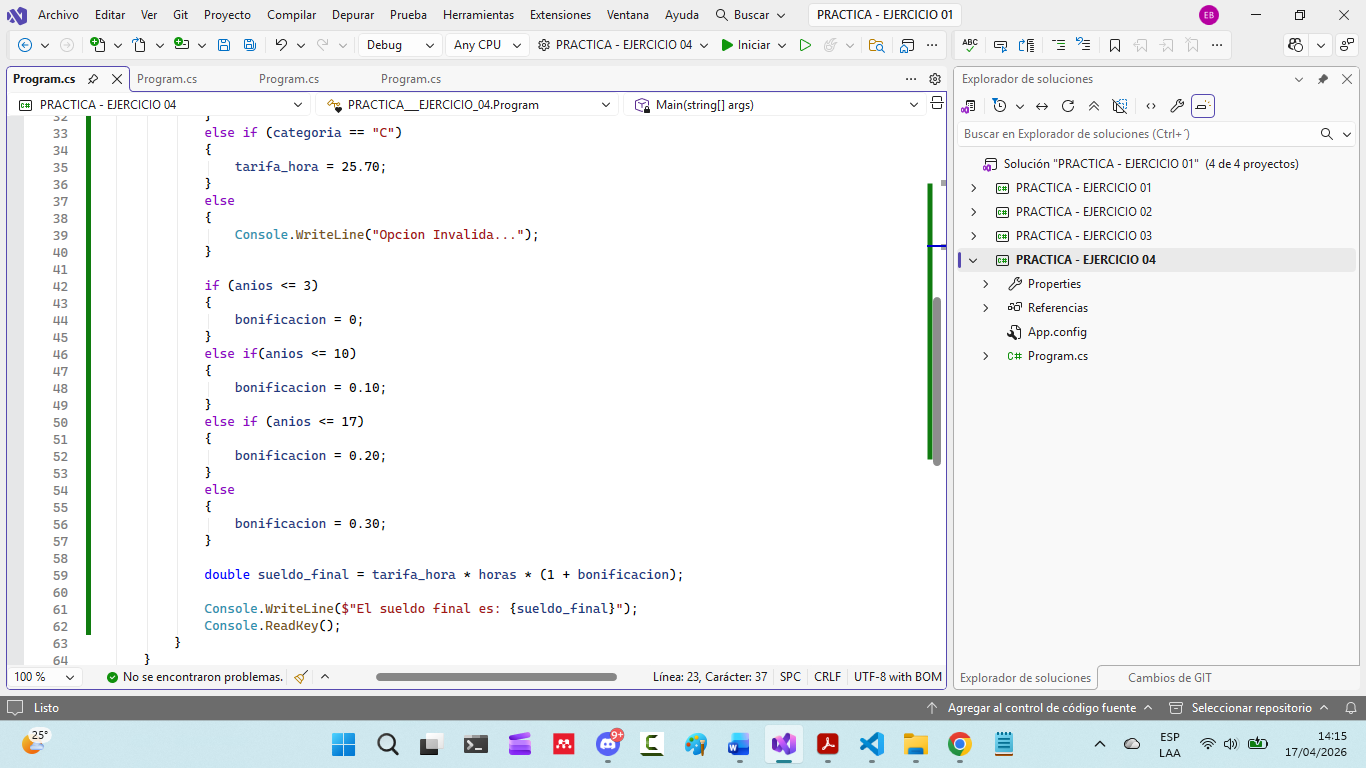 Archivo Editar Ver Git Proyecto Compilar Depurar Prueba Herramientas Extensiones Ventana Ayuda Buscar PRACTICA - EJERCICIO 01 EB
Debug Any CPU PRACTICA - EJERCICIO 04 Iniciar
Program.cs Program.cs Program.cs Program.cs
PRACTICA - EJERCICIO 04 PRACTICA___EJERCICIO_04.Program Main(string[] args)
32 }
33 else if (categoria == "C")
34 {
35 tarifa_hora = 25.70;
36 }
37 else
38 {
39 Console.WriteLine("Opcion Invalida...");
40 }
41
42 if (anios <= 3)
43 {
44 bonificacion = 0;
45 }
46 else if(anios <= 10)
47 {
48 bonificacion = 0.10;
49 }
50 else if (anios <= 17)
51 {
52 bonificacion = 0.20;
53 }
54 else
55 {
56 bonificacion = 0.30;
57 }
58
59 double sueldo_final = tarifa_hora * horas * (1 + bonificacion);
60
61 Console.WriteLine($"El sueldo final es: {sueldo_final}");
62 Console.ReadKey();
63 }
64 }
100 % No se encontraron problemas. Línea: 23, Carácter: 37 SPC CRLF UTF-8 with BOM
Explorador de soluciones
Buscar en Explorador de soluciones (Ctrl+´)
Solución "PRACTICA - EJERCICIO 01" (4 de 4 proyectos)
PRACTICA - EJERCICIO 01
PRACTICA - EJERCICIO 02
PRACTICA - EJERCICIO 03
PRACTICA - EJERCICIO 04
Properties
Referencias
App.config
C# Program.cs
Explorador de soluciones Cambios de GIT
Listo Agregar al control de código fuente Seleccionar repositorio
25° 9+ ESP 14:15
LAA 17/04/2026